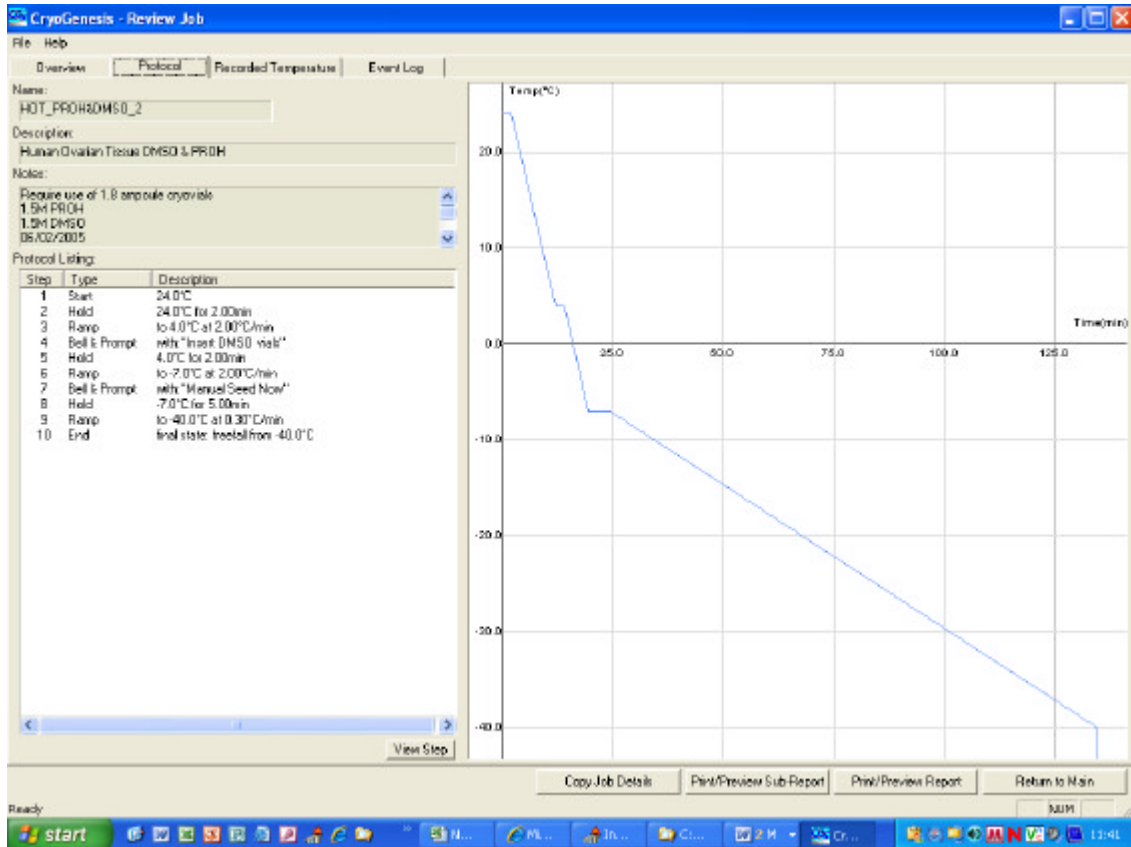 CryoGenesis - Review Job
File Help
Overview Protocol Recorded Temperature Event Log
Name:
HOT_PROH&DMSO_2
Description:
Human Ovarian Tissue DMSO & PROH
Notes:
Require use of 1.8 ampoule cryovials
1.5M PROH
1.5M DMSO
06/02/2005
Protocol Listing:
Step Type Description
1 Start 24.0°C
2 Hold 24.0°C for 2.00min
3 Ramp to 4.0°C at 2.00°C/min
4 Bell & Prompt with: "Insert DMSO vials"
5 Hold 4.0°C for 2.00min
6 Ramp to -7.0°C at 2.00°C/min
7 Bell & Prompt with: "Manual Seed Now"
8 Hold -7.0°C for 5.00min
9 Ramp to -40.0°C at 0.30°C/min
10 End final state: freefall from -40.0°C
View Step
Temp(°C)
20.0
10.0
Time(min)
0.0 25.0 50.0 75.0 100.0 125.0
-10.0
-20.0
-30.0
-40.0
Copy Job Details Print/Preview Sub-Report Print/Preview Report Return to Main
Ready NUM
start N... Mi... In... C:... 2 M Cr... 11:41